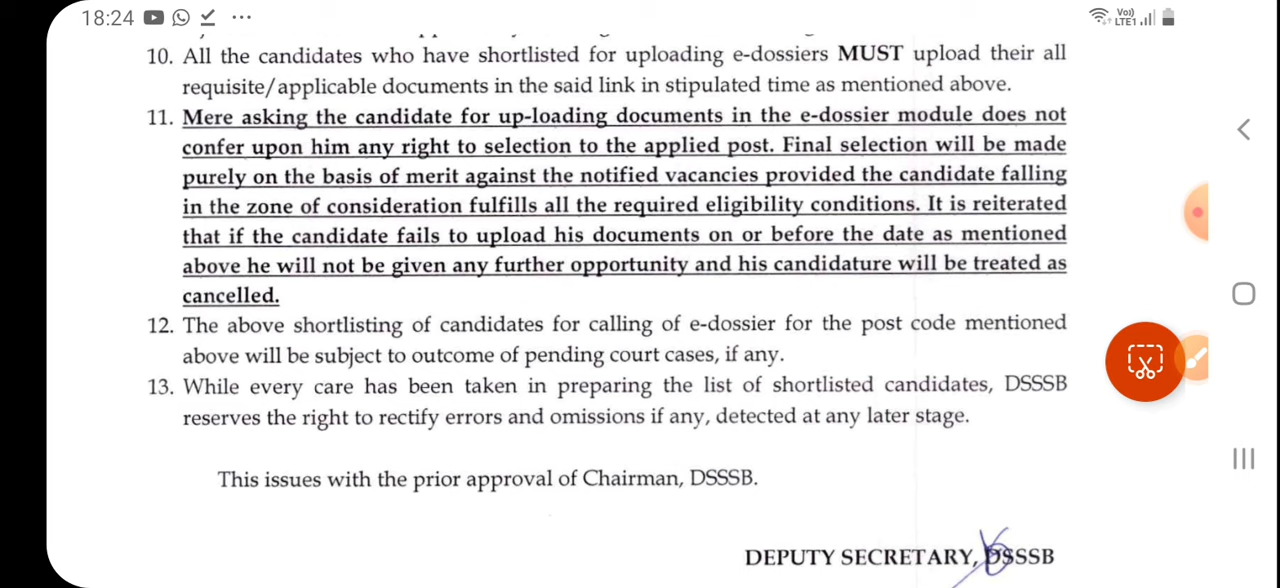 18:24
Vo)
LTE1
10. All the candidates who have shortlisted for uploading e-dossiers MUST upload their all
requisite/applicable documents in the said link in stipulated time as mentioned above.
11. Mere asking the candidate for up-loading documents in the e-dossier module does not
confer upon him any right to selection to the applied post. Final selection will be made
purely on the basis of merit against the notified vacancies provided the candidate falling
in the zone of consideration fulfills all the required eligibility conditions. It is reiterated
that if the candidate fails to upload his documents on or before the date as mentioned
above he will not be given any further opportunity and his candidature will be treated as
cancelled.
12. The above shortlisting of candidates for calling of e-dossier for the post code mentioned
above will be subject to outcome of pending court cases, if any.
13. While every care has been taken in preparing the list of shortlisted candidates, DSSSB
reserves the right to rectify errors and omissions if any, detected at any later stage.
This issues with the prior approval of Chairman, DSSSB.
DEPUTY SECRETARY, DSSSB